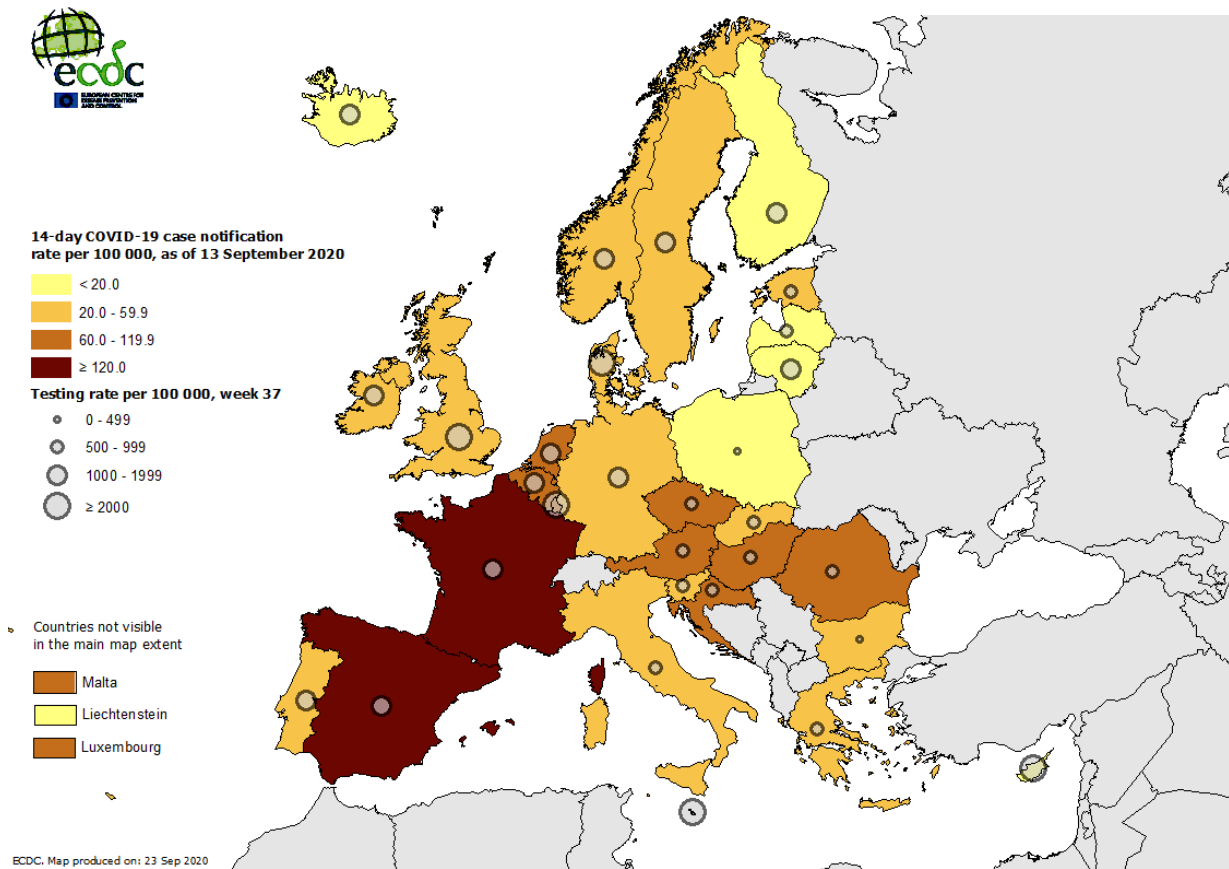 ecdc
EUROPEAN CENTRE FOR
DISEASE PREVENTION
AND CONTROL
14-day COVID-19 case notification
rate per 100 000, as of 13 September 2020
< 20.0
20.0 - 59.9
60.0 - 119.9
≥ 120.0
Testing rate per 100 000, week 37
0 - 499
500 - 999
1000 - 1999
≥ 2000
Countries not visible
in the main map extent
Malta
Liechtenstein
Luxembourg
ECDC. Map produced on: 23 Sep 2020